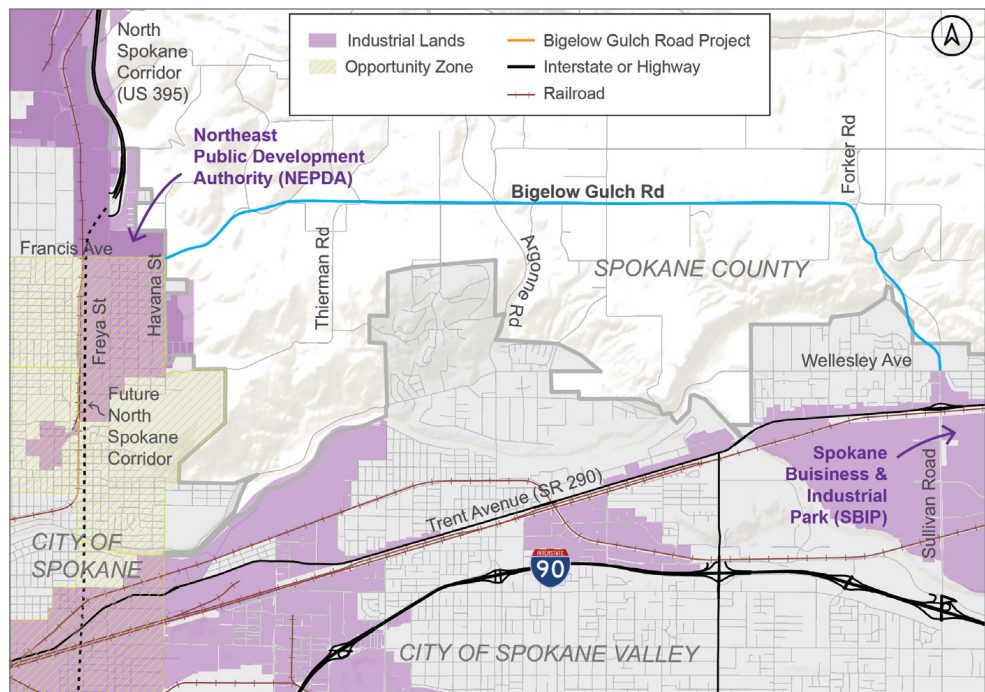 North
Spokane
Corridor
(US 395)
Industrial Lands
Opportunity Zone
Bigelow Gulch Road Project
Interstate or Highway
Railroad
Northeast
Public Development
Authority (NEPDA)
Bigelow Gulch Rd
Forker Rd
Francis Ave
Havana St
Freya St
Thierman Rd
Argonne Rd
SPOKANE COUNTY
Wellesley Ave
Future
North
Spokane
Corridor
Trent Avenue (SR 290)
Spokane
Buisiness &
Industrial
Park (SBIP)
Sullivan Road
CITY OF
SPOKANE
INTERSTATE
90
CITY OF SPOKANE VALLEY